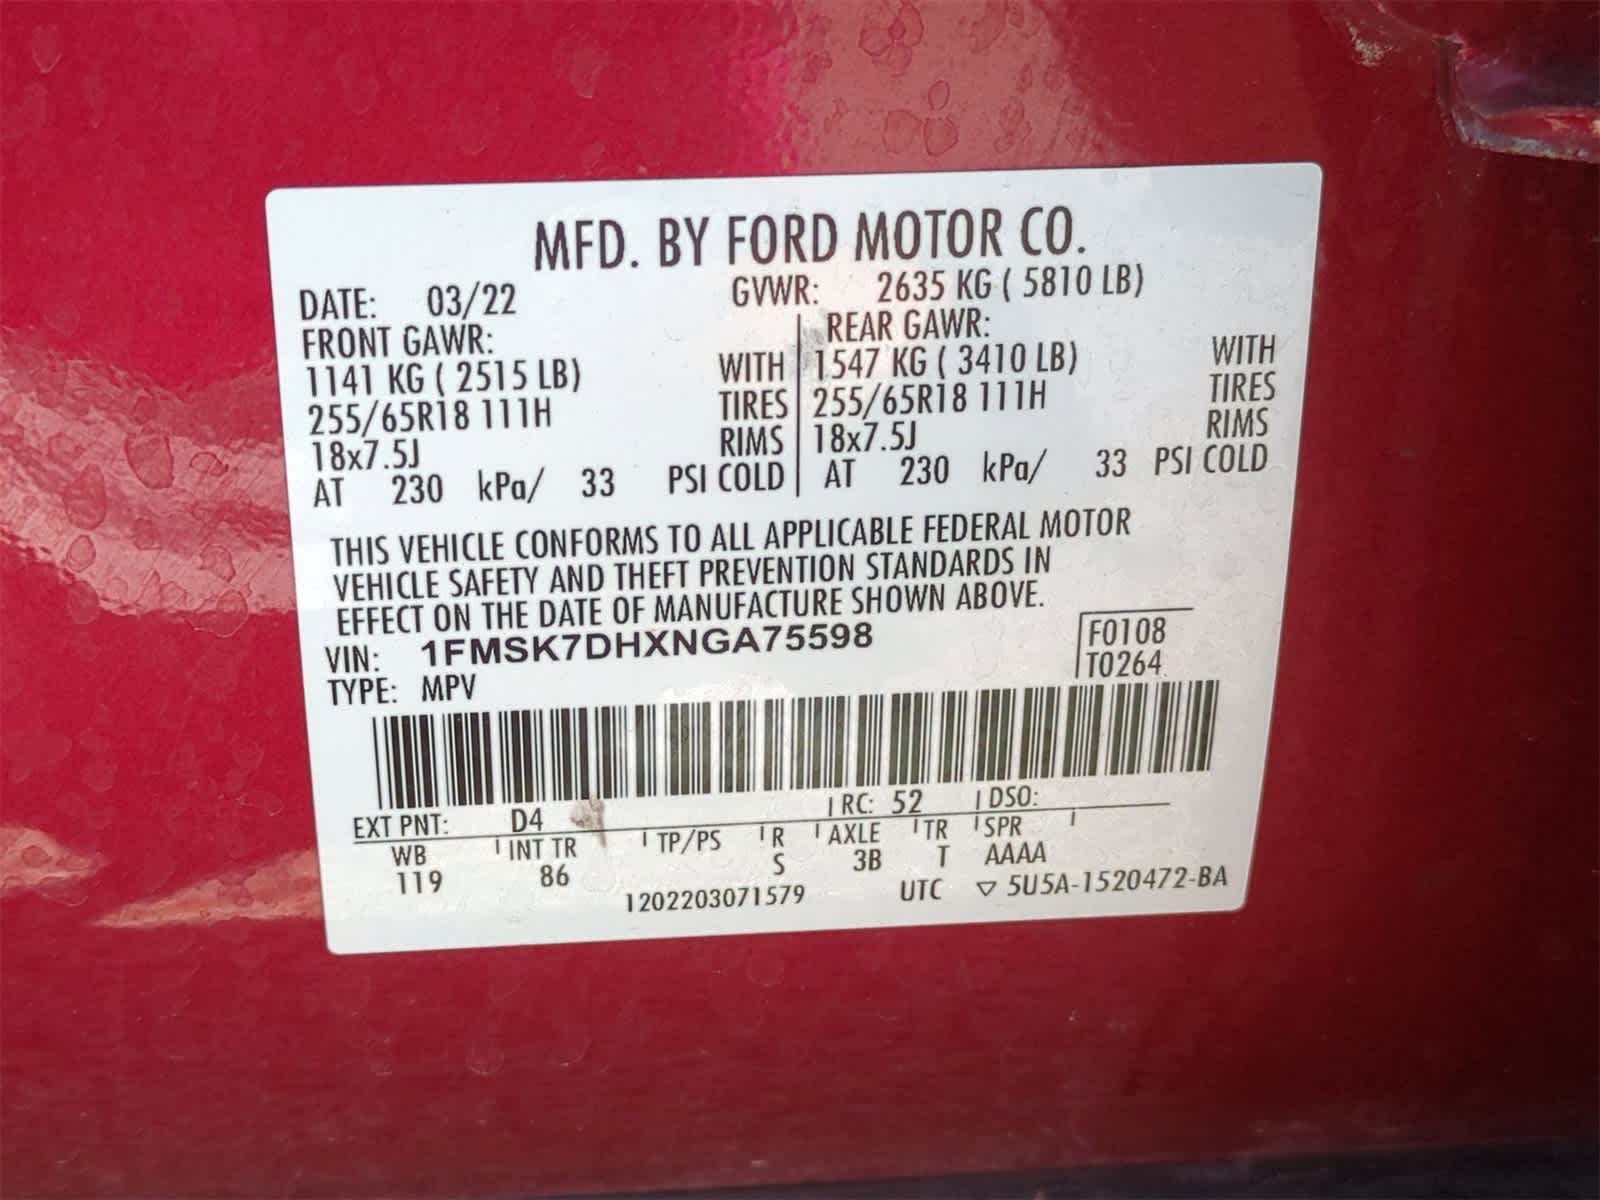 MFD. BY FORD MOTOR CO.
DATE: 03/22 GVWR: 2635 KG ( 5810 LB)
FRONT GAWR: REAR GAWR:
1141 KG ( 2515 LB) WITH 1547 KG ( 3410 LB) WITH
255/65R18 111H TIRES 255/65R18 111H TIRES
18x7.5J RIMS 18x7.5J RIMS
AT 230 kPa/ 33 PSI COLD AT 230 kPa/ 33 PSI COLD
THIS VEHICLE CONFORMS TO ALL APPLICABLE FEDERAL MOTOR
VEHICLE SAFETY AND THEFT PREVENTION STANDARDS IN
EFFECT ON THE DATE OF MANUFACTURE SHOWN ABOVE.
VIN: 1FMSK7DHXNGA75598 F0108
TYPE: MPV T0264
EXT PNT: D4 RC: 52 DSO:
WB INT TR TP/PS R AXLE TR SPR
119 86 S 3B T AAAA
1202203071579 UTC ▽ 5U5A-1520472-BA